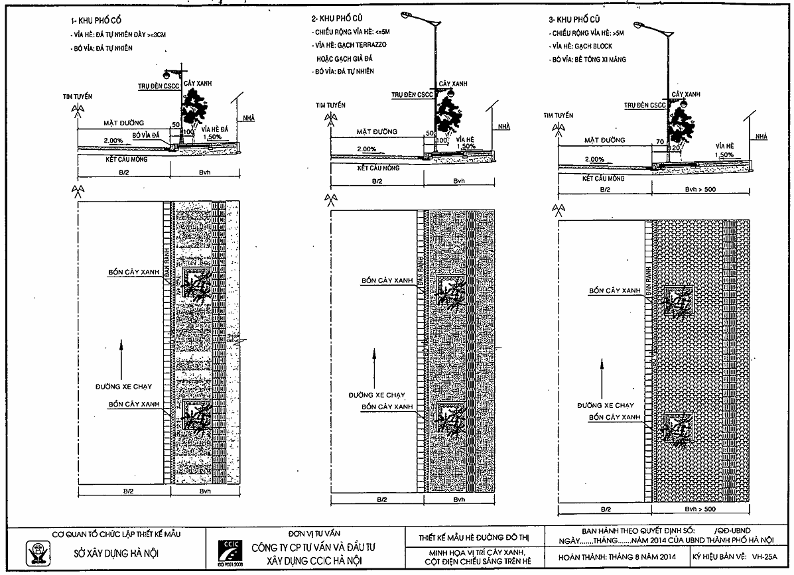 1- KHU PHỐ CỔ
- VỈA HÈ: ĐÁ TỰ NHIÊN DÀY >=3CM
- BÓ VỈA: ĐÁ TỰ NHIÊN
TRỤ ĐÈN CSCC
CÂY XANH
TIM TUYẾN
MẶT ĐƯỜNG
50
BÓ VỈA ĐÁ
100
VỈA HÈ ĐÁ
NHÀ
2.00%
1.50%
KẾT CẤU MÓNG
B/2
Bvh
BỒN CÂY XANH
ĐƯỜNG XE CHẠY
BỒN CÂY XANH
B/2
Bvh
2- KHU PHỐ CŨ
- CHIỀU RỘNG VỈA HÈ: <=5M
- VỈA HÈ: GẠCH TERRAZZO
HOẶC GẠCH GIẢ ĐÁ
- BÓ VỈA: ĐÁ TỰ NHIÊN
CÂY XANH
TRỤ ĐÈN CSCC
TIM TUYẾN
MẶT ĐƯỜNG
50
100
VỈA HÈ
NHÀ
2.00%
1.50%
KẾT CẤU MÓNG
B/2
Bvh
BỒN CÂY XANH
ĐƯỜNG XE CHẠY
BỒN CÂY XANH
B/2
Bvh
3- KHU PHỐ CŨ
- CHIỀU RỘNG VỈA HÈ: >5M
- VỈA HÈ: GẠCH BLOCK
- BÓ VỈA: BÊ TÔNG XI MĂNG
CÂY XANH
TRỤ ĐÈN CSCC
TIM TUYẾN
MẶT ĐƯỜNG
70
120
VỈA HÈ
NHÀ
2.00%
1.50%
KẾT CẤU MÓNG
B/2
Bvh > 500
BỒN CÂY XANH
ĐƯỜNG XE CHẠY
BỒN CÂY XANH
B/2
Bvh > 500
CƠ QUAN TỔ CHỨC LẬP THIẾT KẾ MẪU
SỞ XÂY DỰNG HÀ NỘI
CCIC
ISO 9001:2008
ĐƠN VỊ TƯ VẤN
CÔNG TY CP TƯ VẤN VÀ ĐẦU TƯ
XÂY DỰNG CCIC HÀ NỘI
THIẾT KẾ MẪU HÈ ĐƯỜNG ĐÔ THỊ
MINH HỌA VỊ TRÍ CÂY XANH,
CỘT ĐIỆN CHIẾU SÁNG TRÊN HÈ
BAN HÀNH THEO QUYẾT ĐỊNH SỐ: /QĐ-UBND
NGÀY.......THÁNG.......NĂM 2014 CỦA UBND THÀNH PHỐ HÀ NỘI
HOÀN THÀNH: THÁNG 8 NĂM 2014
KÝ HIỆU BẢN VẼ: VH-25A